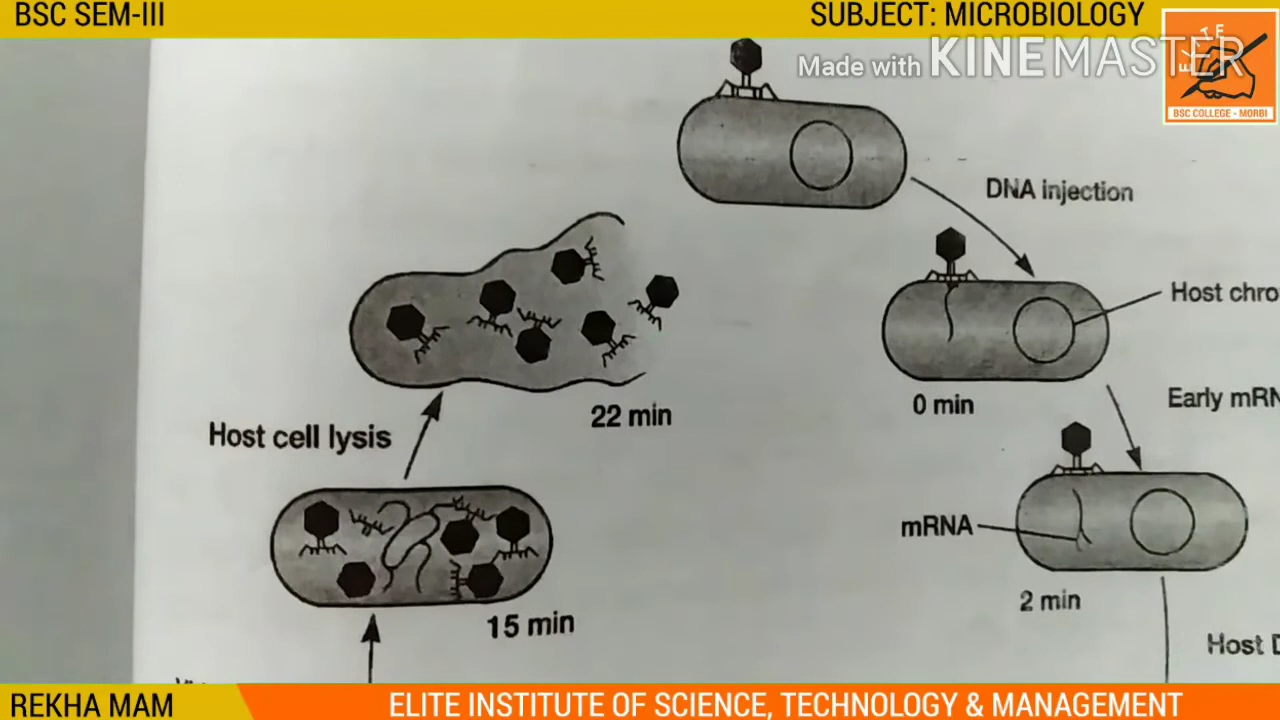 BSC SEM-III
SUBJECT: MICROBIOLOGY
Made with KINEMASTER
ELITE
BSC COLLEGE - MORBI
DNA injection
Host chro
0 min
Early mRN
22 min
Host cell lysis
mRNA
2 min
15 min
Host D
REKHA MAM
ELITE INSTITUTE OF SCIENCE, TECHNOLOGY & MANAGEMENT